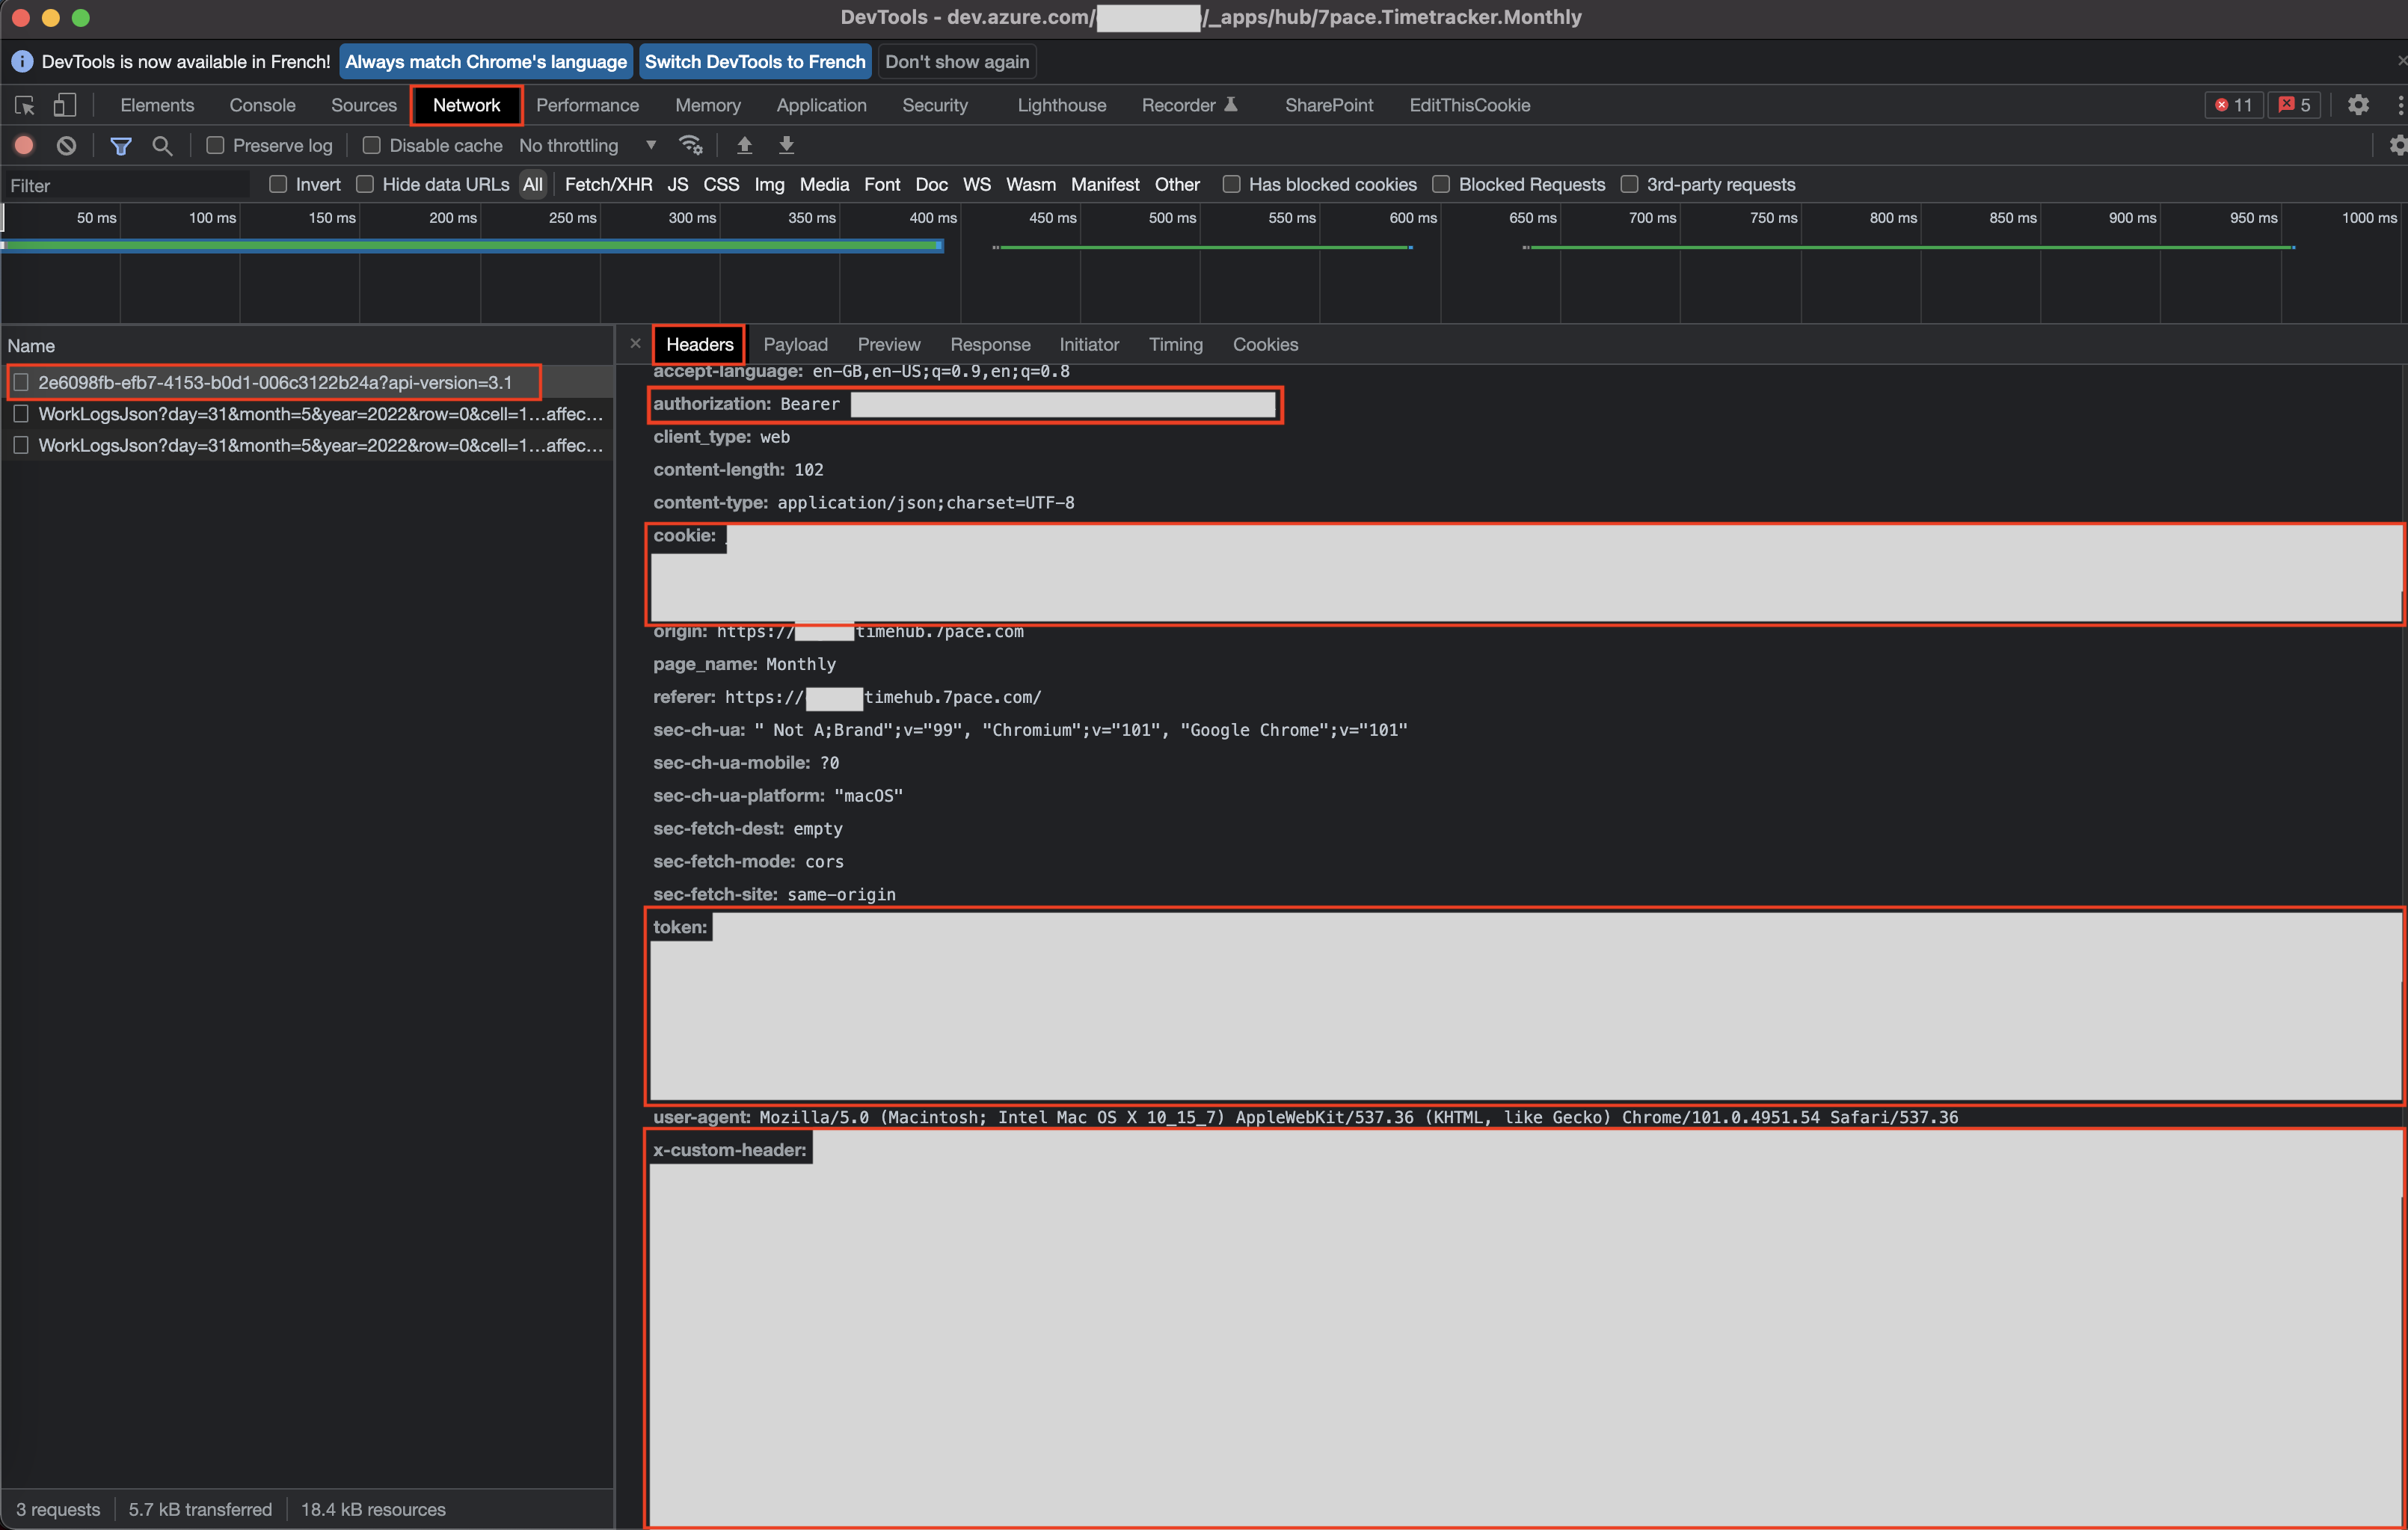 DevTools - dev.azure.com/ /_apps/hub/7pace.Timetracker.Monthly
DevTools is now available in French! Always match Chrome's language Switch DevTools to French Don't show again
Elements Console Sources Network Performance Memory Application Security Lighthouse Recorder SharePoint EditThisCookie 11 5
Preserve log Disable cache No throttling
Filter Invert Hide data URLs All Fetch/XHR JS CSS Img Media Font Doc WS Wasm Manifest Other Has blocked cookies Blocked Requests 3rd-party requests
50 ms 100 ms 150 ms 200 ms 250 ms 300 ms 350 ms 400 ms 450 ms 500 ms 550 ms 600 ms 650 ms 700 ms 750 ms 800 ms 850 ms 900 ms 950 ms 1000 ms
Name
2e6098fb-efb7-4153-b0d1-006c3122b24a?api-version=3.1
WorkLogsJson?day=31&month=5&year=2022&row=0&cell=1…affec…
WorkLogsJson?day=31&month=5&year=2022&row=0&cell=1…affec…
3 requests 5.7 kB transferred 18.4 kB resources
Headers Payload Preview Response Initiator Timing Cookies
accept-language: en-GB,en-US;q=0.9,en;q=0.8
authorization: Bearer
client_type: web
content-length: 102
content-type: application/json;charset=UTF-8
cookie:
origin: https:// timehub.7pace.com
page_name: Monthly
referer: https:// timehub.7pace.com/
sec-ch-ua: " Not A;Brand";v="99", "Chromium";v="101", "Google Chrome";v="101"
sec-ch-ua-mobile: ?0
sec-ch-ua-platform: "macOS"
sec-fetch-dest: empty
sec-fetch-mode: cors
sec-fetch-site: same-origin
token:
user-agent: Mozilla/5.0 (Macintosh; Intel Mac OS X 10_15_7) AppleWebKit/537.36 (KHTML, like Gecko) Chrome/101.0.4951.54 Safari/537.36
x-custom-header: